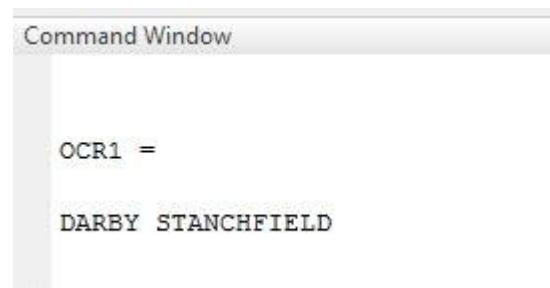 Command Window
OCR1 =
DARBY STANCHFIELD